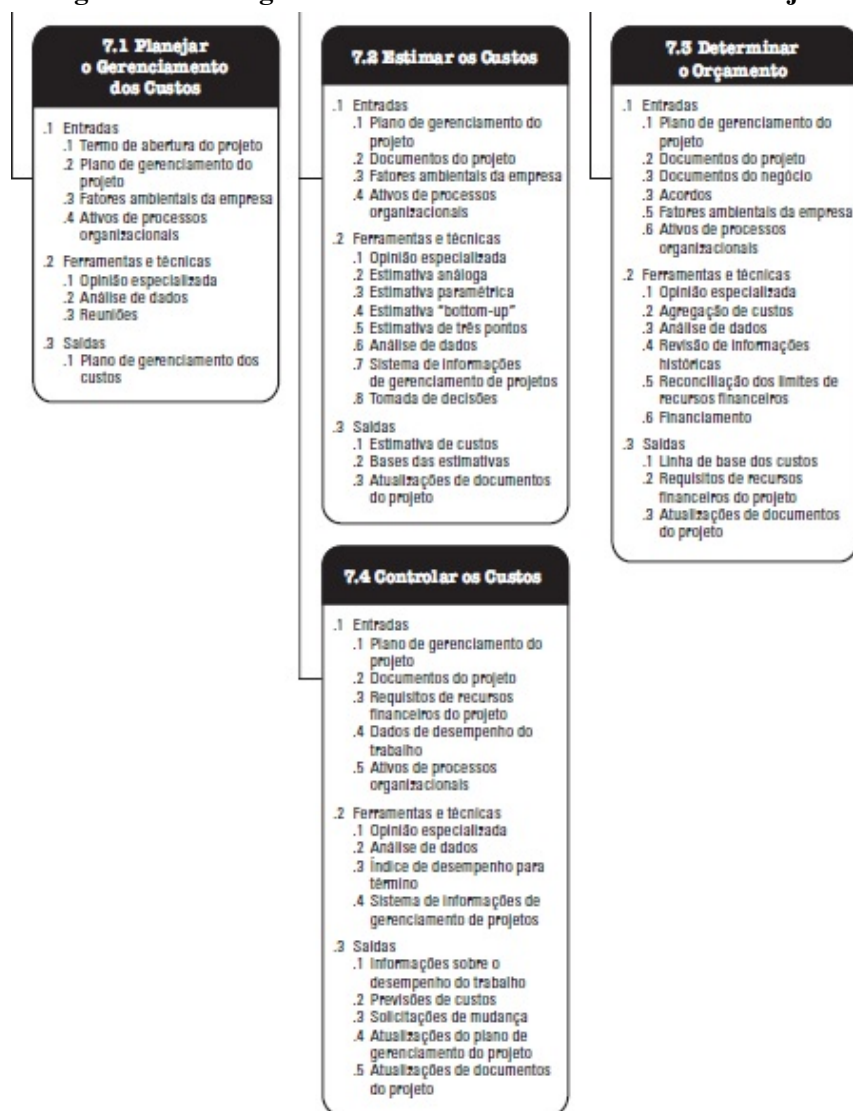 7.1 Planejar
o Gerenciamento
dos Custos
.1 Entradas
.1 Termo de abertura do projeto
.2 Plano de gerenciamento do
projeto
.3 Fatores ambientais da empresa
.4 Ativos de processos
organizacionais
.2 Ferramentas e técnicas
.1 Opinião especializada
.2 Análise de dados
.3 Reuniões
.3 Saídas
.1 Plano de gerenciamento dos
custos
7.2 Estimar os Custos
.1 Entradas
.1 Plano de gerenciamento do
projeto
.2 Documentos do projeto
.3 Fatores ambientais da empresa
.4 Ativos de processos
organizacionais
.2 Ferramentas e técnicas
.1 Opinião especializada
.2 Estimativa análoga
.3 Estimativa paramétrica
.4 Estimativa "bottom-up"
.5 Estimativa de três pontos
.6 Análise de dados
.7 Sistema de informações
de gerenciamento de projetos
.8 Tomada de decisões
.3 Saídas
.1 Estimativa de custos
.2 Bases das estimativas
.3 Atualizações de documentos
do projeto
7.3 Determinar
o Orçamento
.1 Entradas
.1 Plano de gerenciamento do
projeto
.2 Documentos do projeto
.3 Documentos do negócio
.3 Acordos
.5 Fatores ambientais da empresa
.6 Ativos de processos
organizacionais
.2 Ferramentas e técnicas
.1 Opinião especializada
.2 Agregação de custos
.3 Análise de dados
.4 Revisão de informações
históricas
.5 Reconciliação dos limites de
recursos financeiros
.6 Financiamento
.3 Saídas
.1 Linha de base dos custos
.2 Requisitos de recursos
financeiros do projeto
.3 Atualizações de documentos
do projeto
7.4 Controlar os Custos
.1 Entradas
.1 Plano de gerenciamento do
projeto
.2 Documentos do projeto
.3 Requisitos de recursos
financeiros do projeto
.4 Dados de desempenho do
trabalho
.5 Ativos de processos
organizacionais
.2 Ferramentas e técnicas
.1 Opinião especializada
.2 Análise de dados
.3 Índice de desempenho para
término
.4 Sistema de informações de
gerenciamento de projetos
.3 Saídas
.1 Informações sobre o
desempenho do trabalho
.2 Previsões de custos
.3 Solicitações de mudança
.4 Atualizações do plano de
gerenciamento do projeto
.5 Atualizações de documentos
do projeto